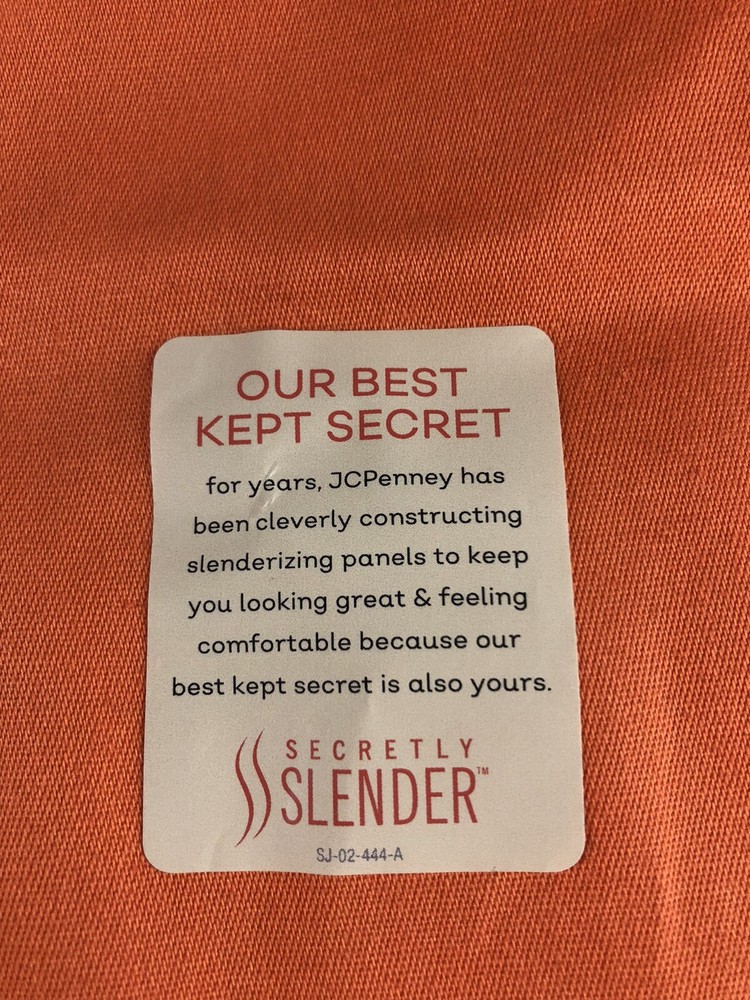 OUR BEST
KEPT SECRET
for years, JCPenney has
been cleverly constructing
slenderizing panels to keep
you looking great & feeling
comfortable because our
best kept secret is also yours.
SECRETLY
SLENDER™
SJ-02-444-A